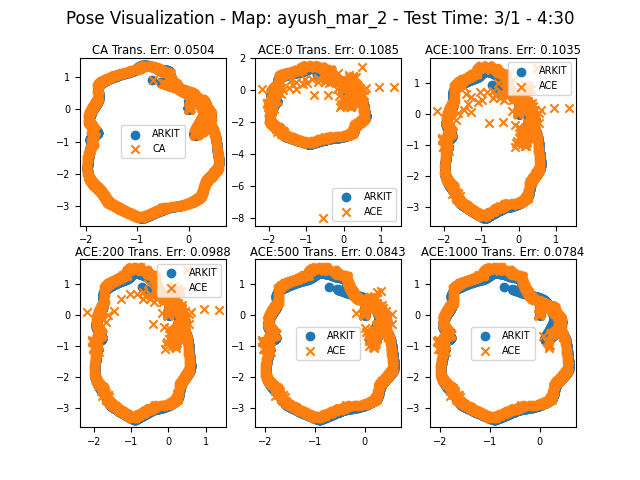 Pose Visualization - Map: ayush_mar_2 - Test Time: 3/1 - 4:30
CA Trans. Err: 0.0504
1
0
−1
−2
−3
−2
−1
0
ARKIT
CA
ACE:0 Trans. Err: 0.1085
2
0
−2
−4
−6
−8
−2
−1
0
1
ARKIT
ACE
ACE:100 Trans. Err: 0.1035
1
0
−1
−2
−3
−2
−1
0
1
ARKIT
ACE
ACE:200 Trans. Err: 0.0988
1
0
−1
−2
−3
−2
−1
0
1
ARKIT
ACE
ACE:500 Trans. Err: 0.0843
1
0
−1
−2
−3
−2
−1
0
ARKIT
ACE
ACE:1000 Trans. Err: 0.0784
1
0
−1
−2
−3
−2
−1
0
ARKIT
ACE